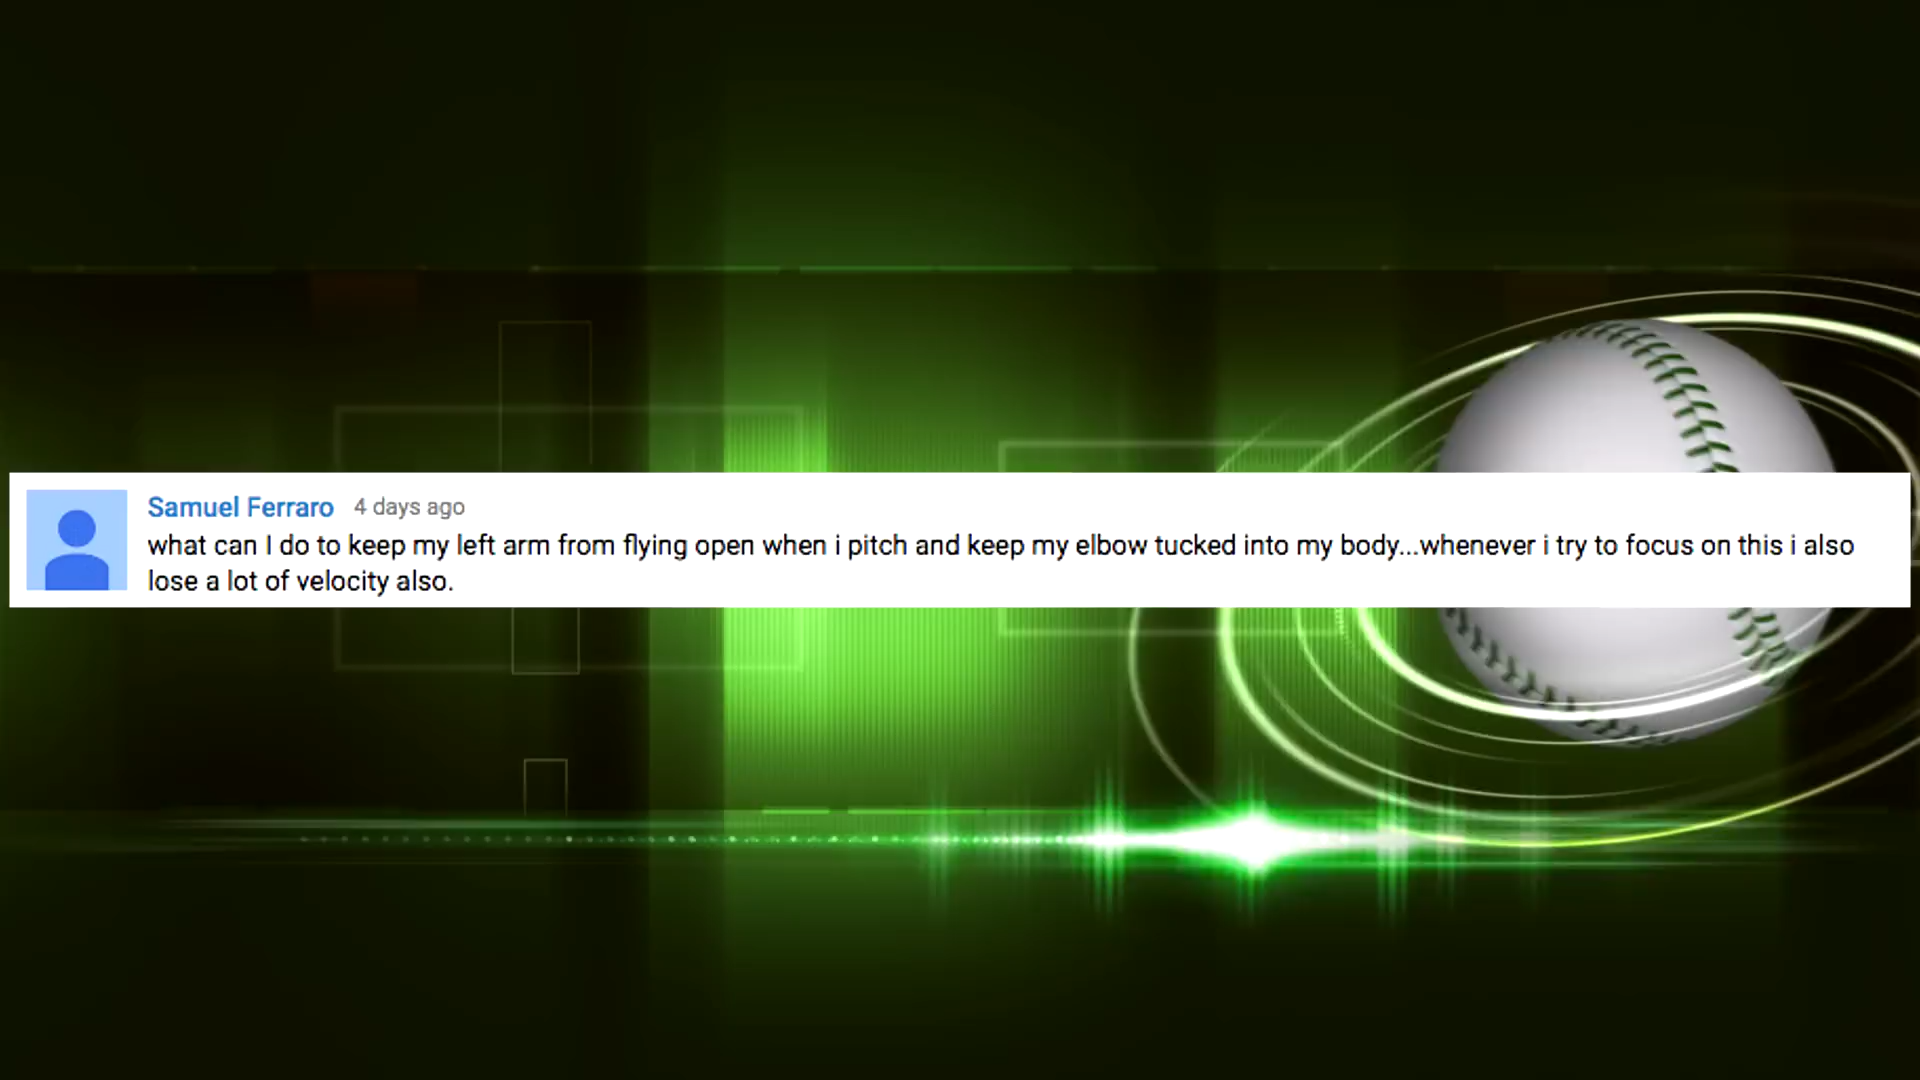 Samuel Ferraro 4 days ago
what can I do to keep my left arm from flying open when i pitch and keep my elbow tucked into my body...whenever i try to focus on this i also
lose a lot of velocity also.